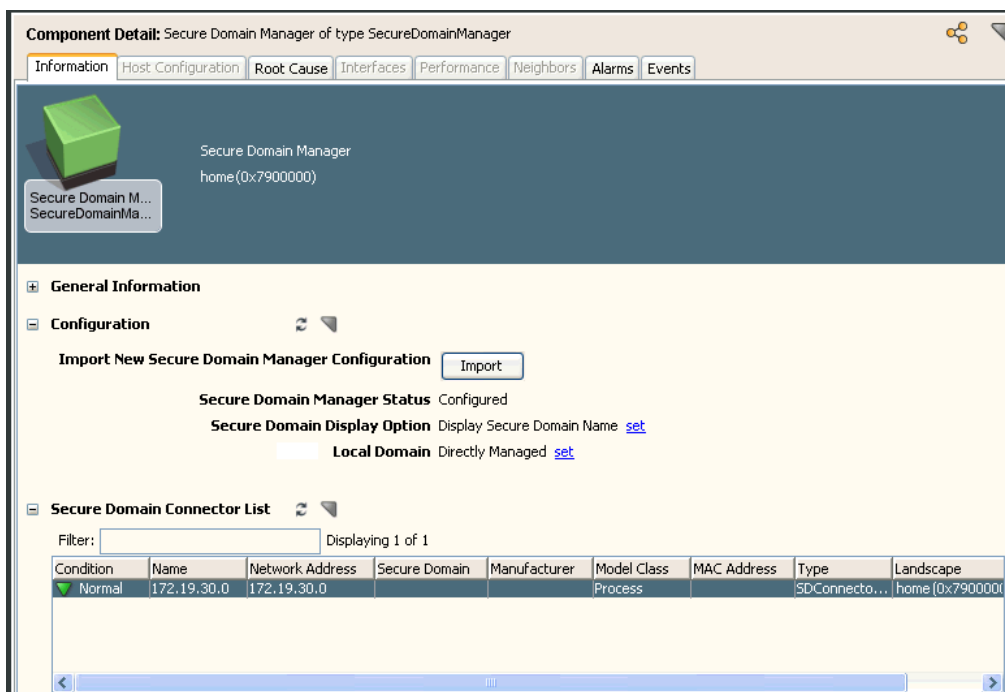 Component Detail: Secure Domain Manager of type SecureDomainManager
Information Host Configuration Root Cause Interfaces Performance Neighbors Alarms Events
Secure Domain Manager
home(0x7900000)
Secure Domain M...
SecureDomainMa...
General Information
Configuration
Import New Secure Domain Manager Configuration Import
Secure Domain Manager Status Configured
Secure Domain Display Option Display Secure Domain Name set
Local Domain Directly Managed set
Secure Domain Connector List
Filter: Displaying 1 of 1
Condition Name Network Address Secure Domain Manufacturer Model Class MAC Address Type Landscape
Normal 172.19.30.0 172.19.30.0 Process SDConnecto... home(0x7900000